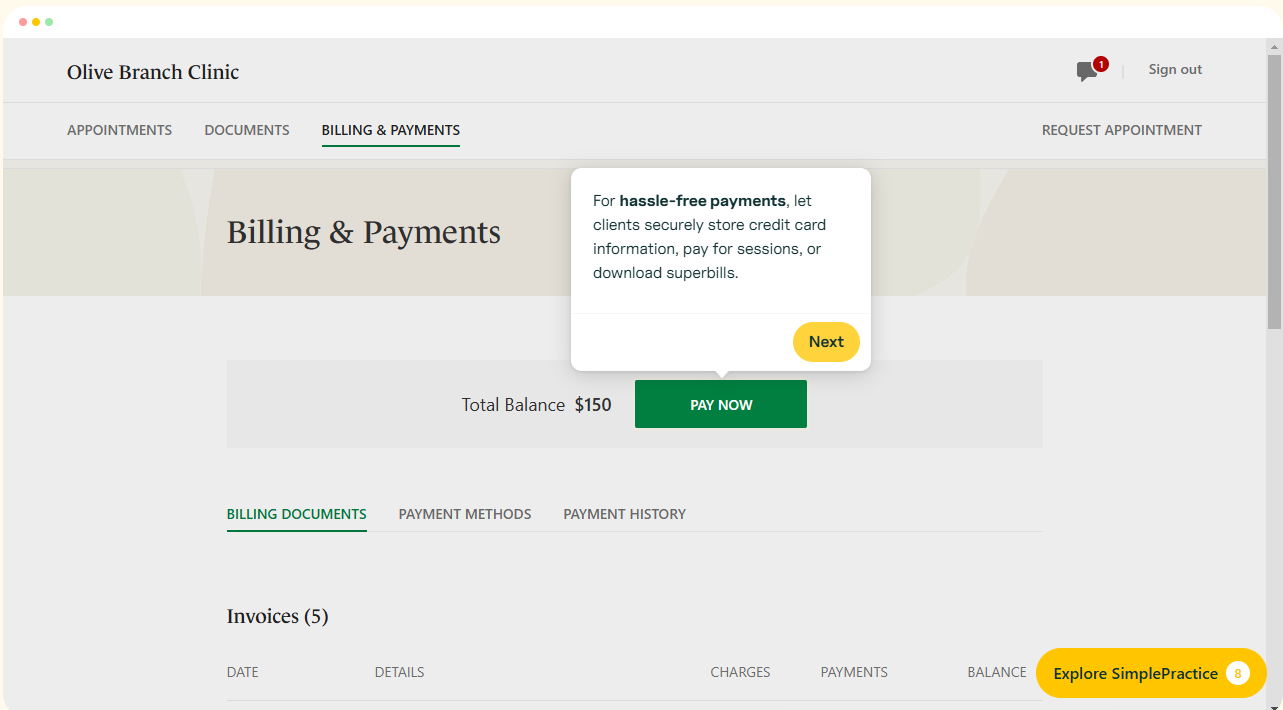 Olive Branch Clinic
1
Sign out
APPOINTMENTS DOCUMENTS BILLING & PAYMENTS REQUEST APPOINTMENT
Billing & Payments
For hassle-free payments, let
clients securely store credit card
information, pay for sessions, or
download superbills.
Next
Total Balance $150 PAY NOW
BILLING DOCUMENTS PAYMENT METHODS PAYMENT HISTORY
Invoices (5)
DATE DETAILS CHARGES PAYMENTS BALANCE
Explore SimplePractice 8